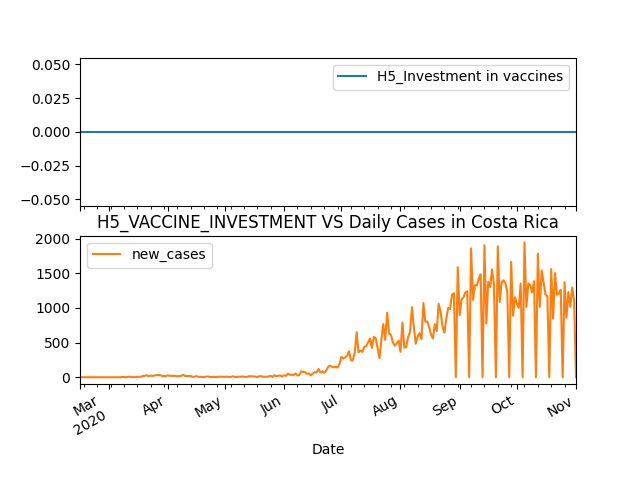 0.050
0.025
0.000
−0.025
−0.050
H5_Investment in vaccines
H5_VACCINE_INVESTMENT VS Daily Cases in Costa Rica
2000
1500
1000
500
0
new_cases
Mar
2020
Apr
May
Jun
Jul
Aug
Sep
Oct
Nov
Date